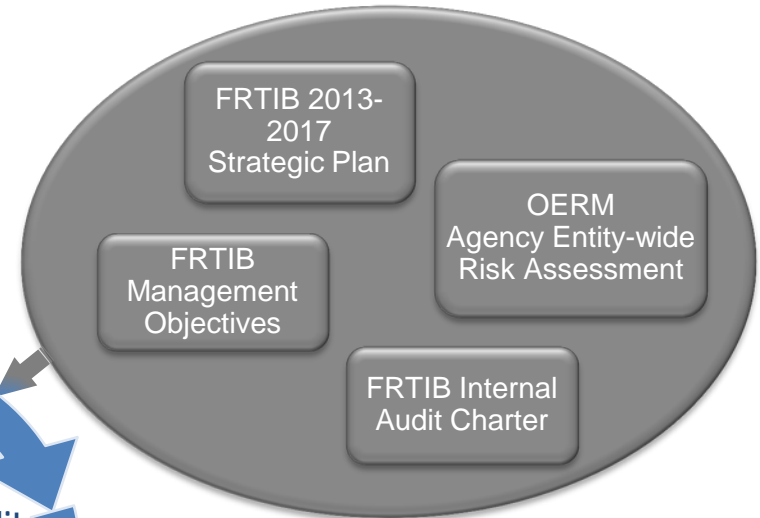 FRTIB 2013-
2017
Strategic Plan
OERM
Agency Entity-wide
Risk Assessment
FRTIB
Management
Objectives
FRTIB Internal
Audit Charter